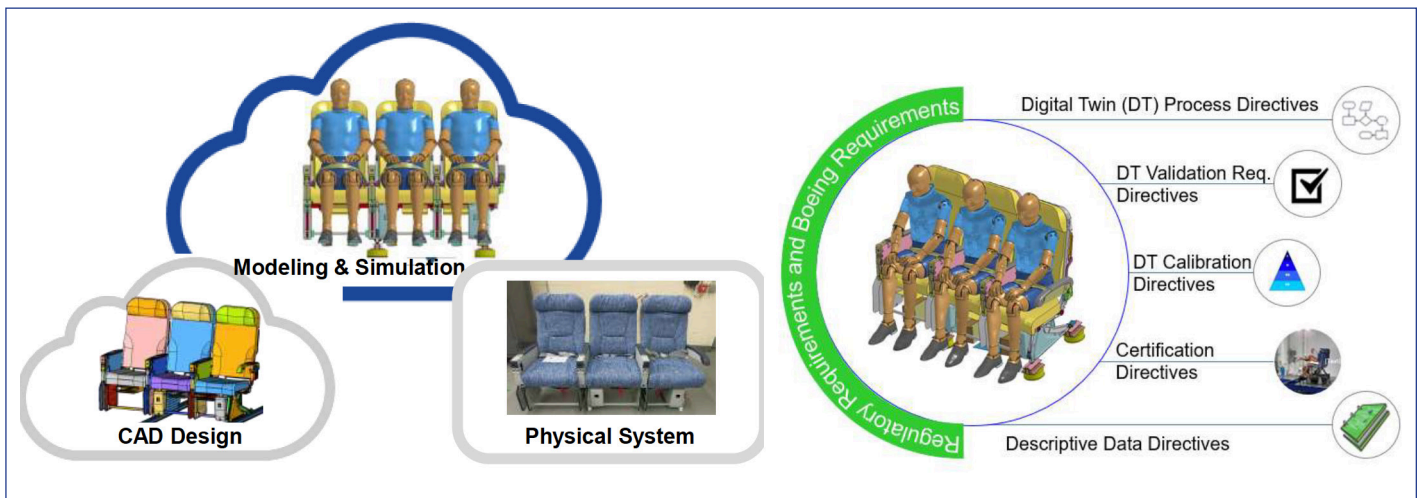 Modeling & Simulation
CAD Design
Physical System
Regulatory Requirements and Boeing Requirements
Digital Twin (DT) Process Directives
DT Validation Req.
Directives
DT Calibration
Directives
Certification
Directives
Descriptive Data Directives